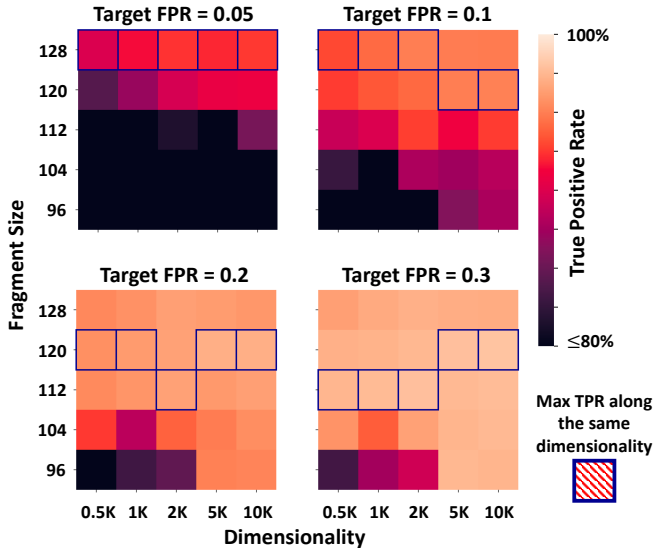 Target FPR = 0.05
Target FPR = 0.1
128
120
112
104
96
100%
≤80%
True Positive Rate
Fragment Size
Target FPR = 0.2
Target FPR = 0.3
128
120
112
104
96
0.5K 1K 2K 5K 10K
0.5K 1K 2K 5K 10K
Dimensionality
Max TPR along
the same
dimensionality